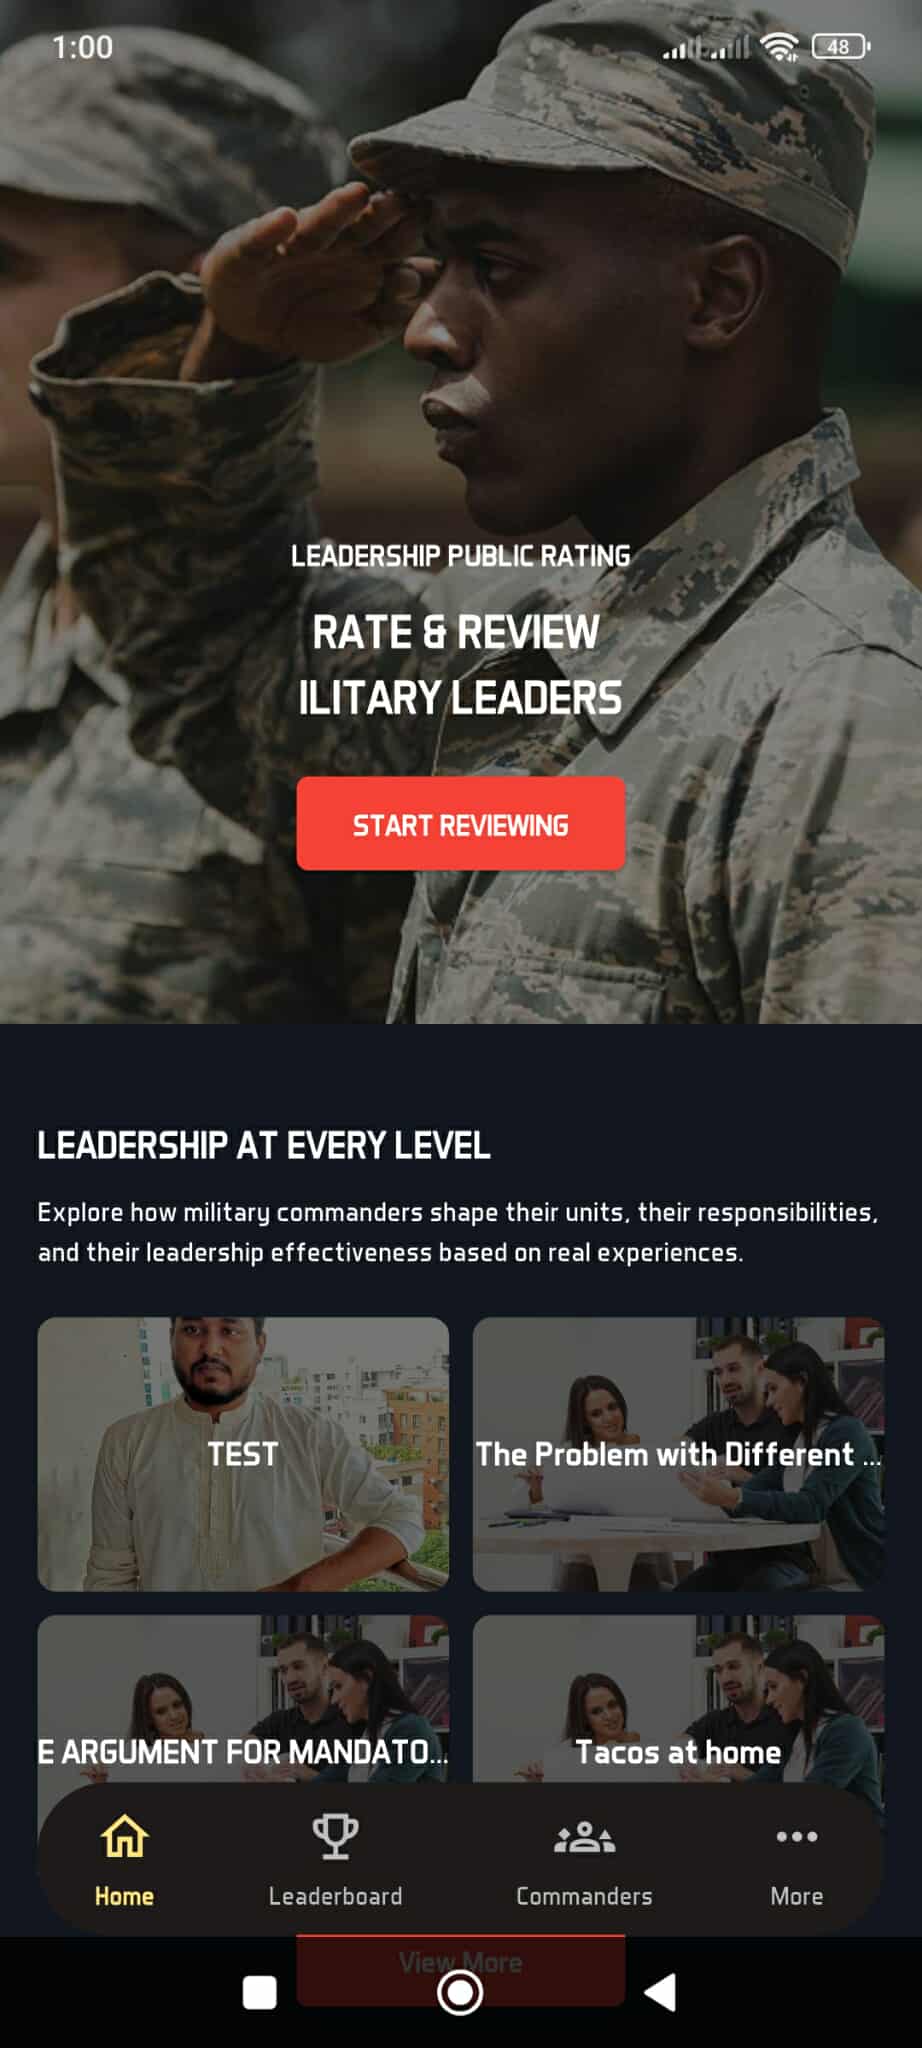 1:00
48
LEADERSHIP PUBLIC RATING
RATE & REVIEW
ILITARY LEADERS
START REVIEWING
LEADERSHIP AT EVERY LEVEL
Explore how military commanders shape their units, their responsibilities,
and their leadership effectiveness based on real experiences.
TEST
The Problem with Different ...
E ARGUMENT FOR MANDATO...
Tacos at home
Home
Leaderboard
Commanders
More
View More